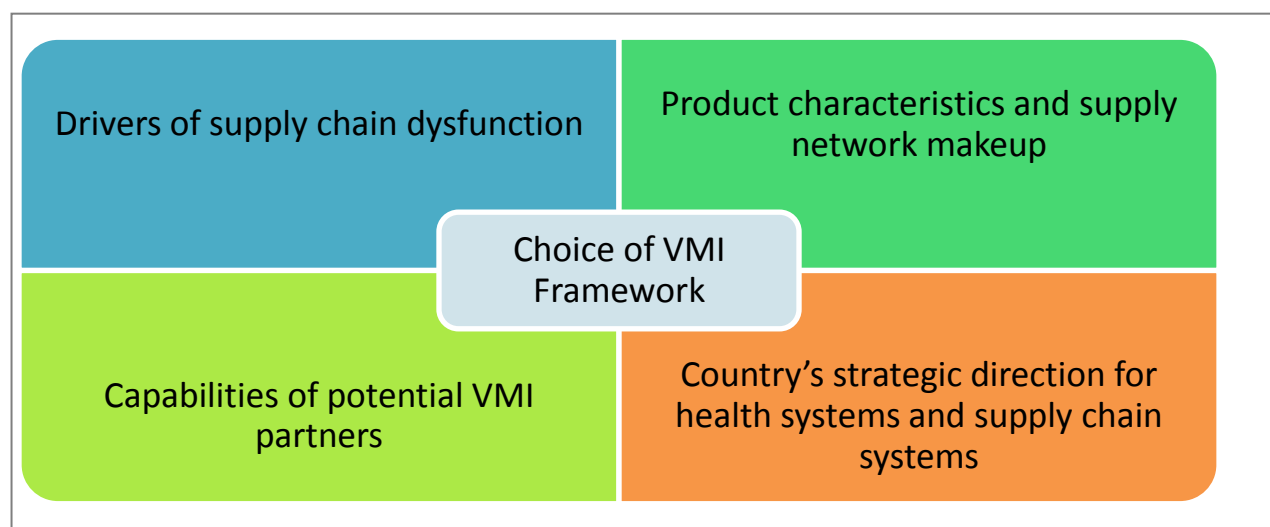 Drivers of supply chain dysfunction
Product characteristics and supply
network makeup
Choice of VMI
Framework
Capabilities of potential VMI
partners
Country’s strategic direction for
health systems and supply chain
systems